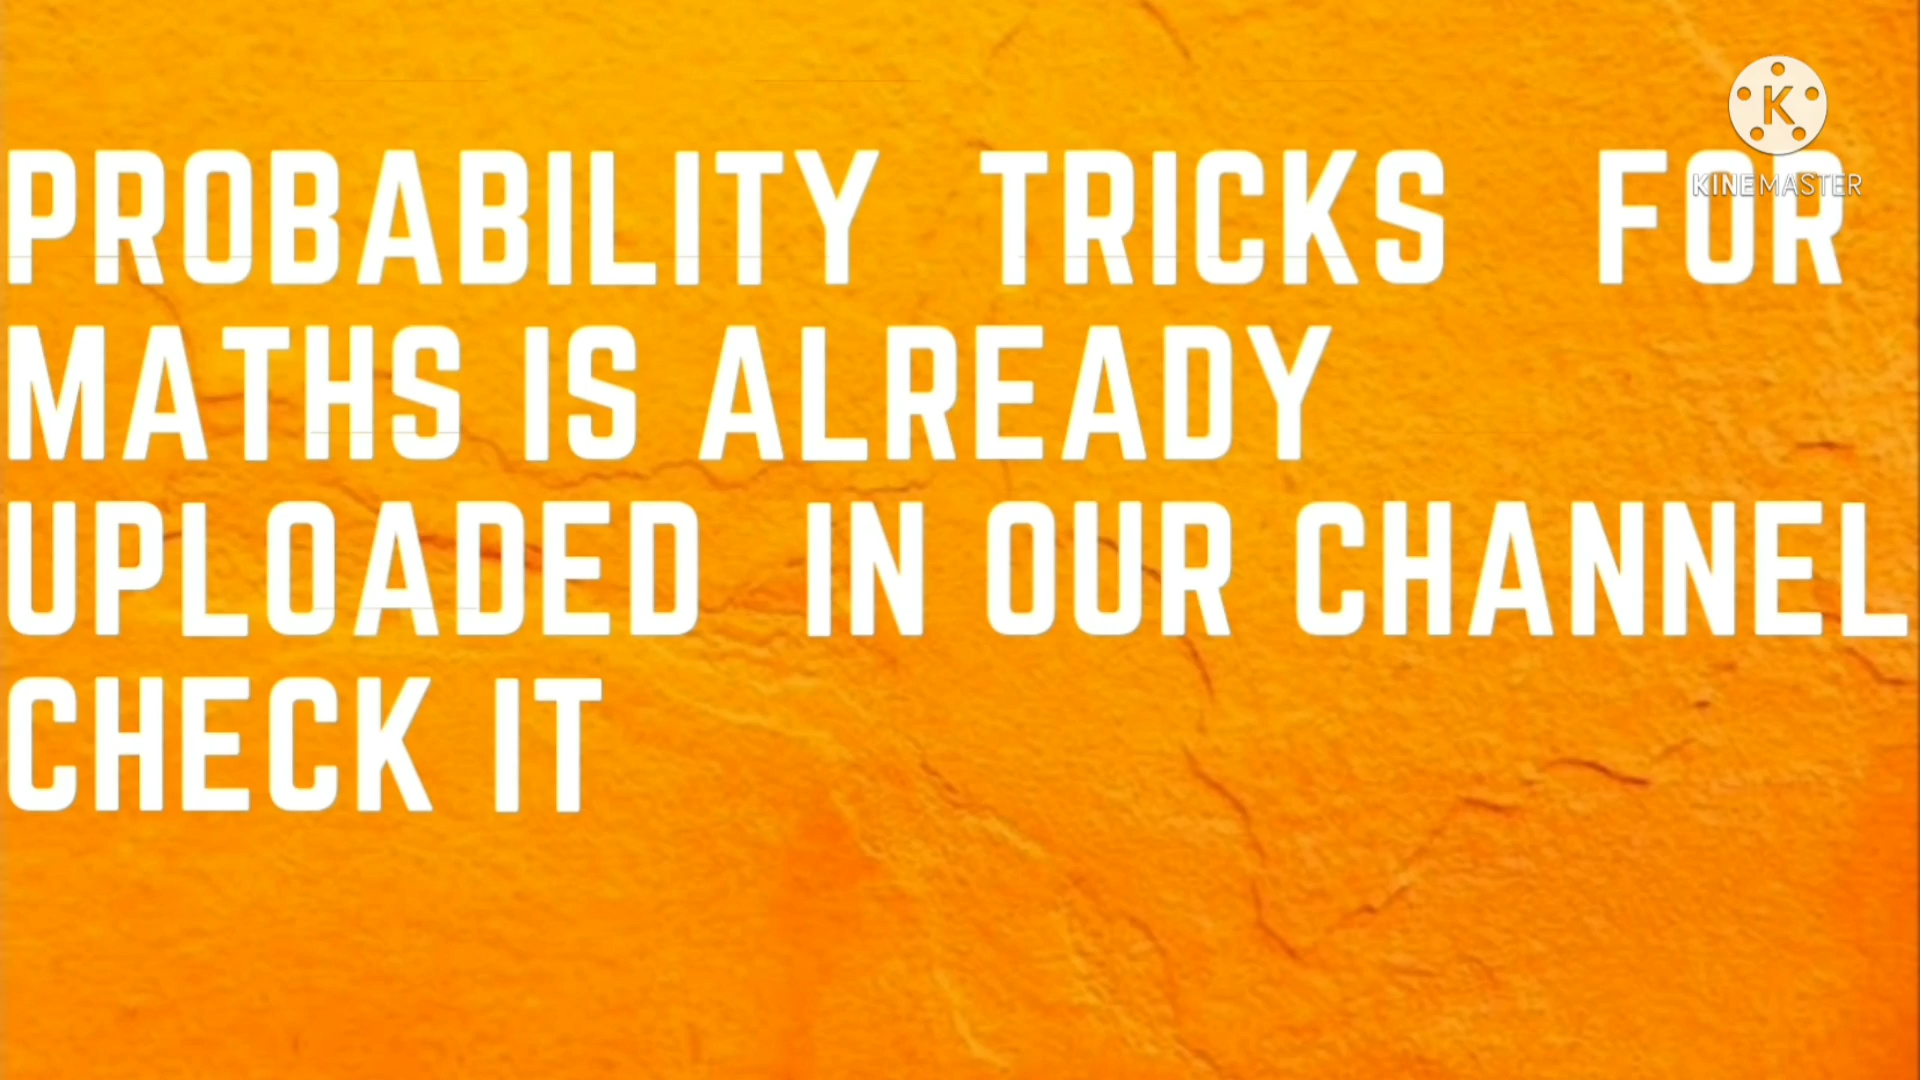 PROBABILITY TRICKS FOR
MATHS IS ALREADY
UPLOADED IN OUR CHANNEL
CHECK IT
K
KINEMASTER